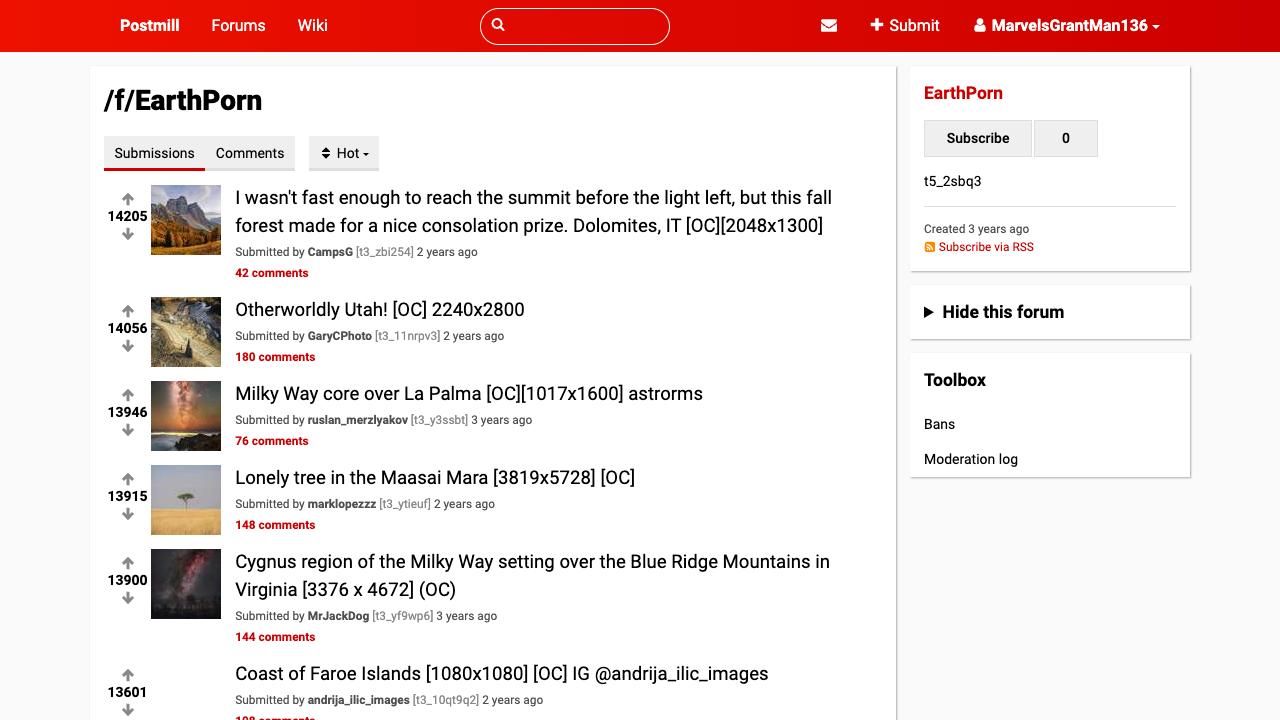 Postmill
Forums
Wiki
Submit
MarvelsGrantMan136
/f/EarthPorn
Submissions
Comments
Hot
14205
I wasn't fast enough to reach the summit before the light left, but this fall
forest made for a nice consolation prize. Dolomites, IT [OC][2048x1300]
Submitted by CampsG [t3_zbi254] 2 years ago
42 comments
14056
Otherworldly Utah! [OC] 2240x2800
Submitted by GaryCPhoto [t3_11nrpv3] 2 years ago
180 comments
13946
Milky Way core over La Palma [OC][1017x1600] astrorms
Submitted by ruslan_merzlyakov [t3_y3ssbt] 3 years ago
76 comments
13915
Lonely tree in the Maasai Mara [3819x5728] [OC]
Submitted by marklopezzz [t3_ytieuf] 2 years ago
148 comments
13900
Cygnus region of the Milky Way setting over the Blue Ridge Mountains in
Virginia [3376 x 4672] (OC)
Submitted by MrJackDog [t3_yf9wp6] 3 years ago
144 comments
13601
Coast of Faroe Islands [1080x1080] [OC] IG @andrija_ilic_images
Submitted by andrija_ilic_images [t3_10qt9q2] 2 years ago
EarthPorn
Subscribe
0
t5_2sbq3
Created 3 years ago
Subscribe via RSS
Hide this forum
Toolbox
Bans
Moderation log